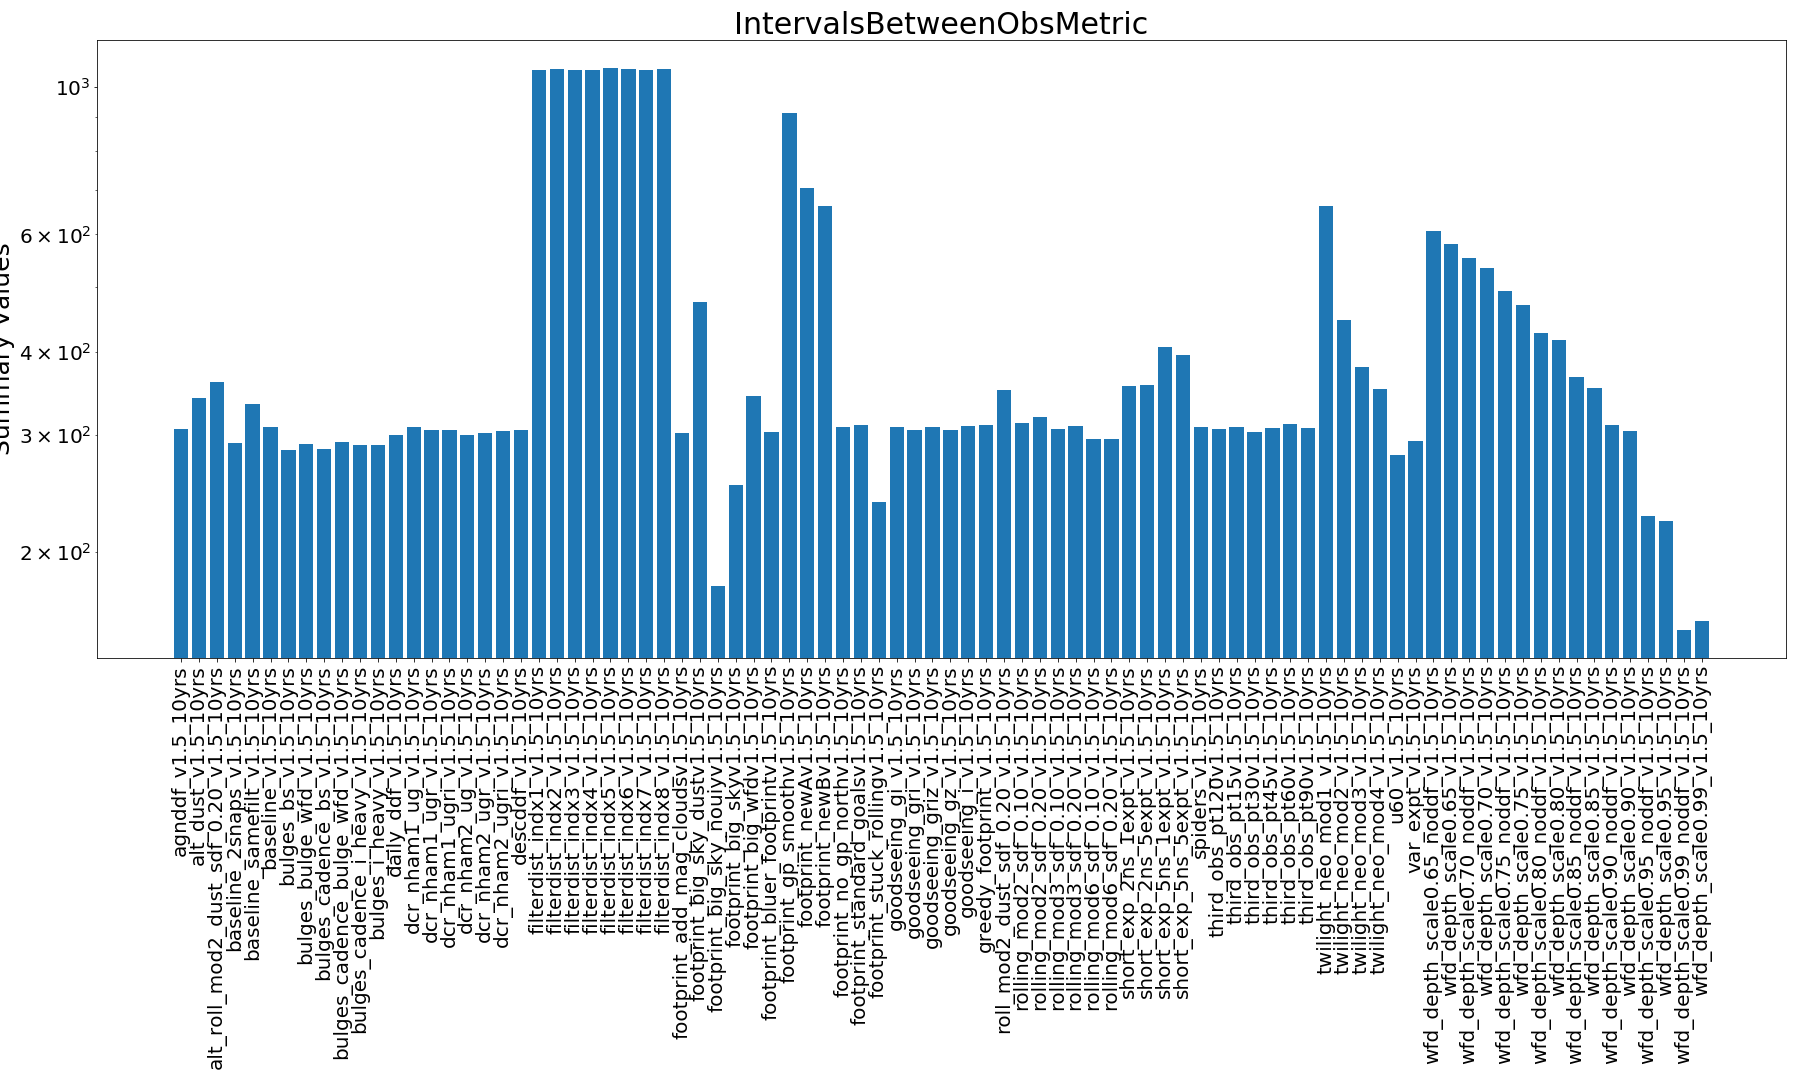 IntervalsBetweenObsMetric
Summary Values
10³
6 × 10²
4 × 10²
3 × 10²
2 × 10²
agnddf_v1.5_10yrs
alt_dust_v1.5_10yrs
alt_roll_mod2_dust_sdf_0.20_v1.5_10yrs
baseline_2snaps_v1.5_10yrs
baseline_samefilt_v1.5_10yrs
baseline_v1.5_10yrs
bulges_bs_v1.5_10yrs
bulges_bulge_wfd_v1.5_10yrs
bulges_cadence_bs_v1.5_10yrs
bulges_cadence_bulge_wfd_v1.5_10yrs
bulges_cadence_i_heavy_v1.5_10yrs
bulges_i_heavy_v1.5_10yrs
daily_ddf_v1.5_10yrs
dcr_nham1_ug_v1.5_10yrs
dcr_nham1_ugr_v1.5_10yrs
dcr_nham1_ugri_v1.5_10yrs
dcr_nham2_ug_v1.5_10yrs
dcr_nham2_ugr_v1.5_10yrs
dcr_nham2_ugri_v1.5_10yrs
descddf_v1.5_10yrs
filterdist_indx1_v1.5_10yrs
filterdist_indx2_v1.5_10yrs
filterdist_indx3_v1.5_10yrs
filterdist_indx4_v1.5_10yrs
filterdist_indx5_v1.5_10yrs
filterdist_indx6_v1.5_10yrs
filterdist_indx7_v1.5_10yrs
filterdist_indx8_v1.5_10yrs
footprint_add_mag_cloudsv1.5_10yrs
footprint_big_sky_dustv1.5_10yrs
footprint_big_sky_nouiyv1.5_10yrs
footprint_big_skyv1.5_10yrs
footprint_big_wfdv1.5_10yrs
footprint_bluer_footprintv1.5_10yrs
footprint_gp_smoothv1.5_10yrs
footprint_newAv1.5_10yrs
footprint_newBv1.5_10yrs
footprint_no_gp_northv1.5_10yrs
footprint_standard_goalsv1.5_10yrs
footprint_stuck_rollingv1.5_10yrs
goodseeing_gi_v1.5_10yrs
goodseeing_gri_v1.5_10yrs
goodseeing_griz_v1.5_10yrs
goodseeing_gz_v1.5_10yrs
goodseeing_i_v1.5_10yrs
greedy_footprint_v1.5_10yrs
roll_mod2_dust_sdf_0.20_v1.5_10yrs
rolling_mod2_sdf_0.10_v1.5_10yrs
rolling_mod2_sdf_0.20_v1.5_10yrs
rolling_mod3_sdf_0.10_v1.5_10yrs
rolling_mod3_sdf_0.20_v1.5_10yrs
rolling_mod6_sdf_0.10_v1.5_10yrs
rolling_mod6_sdf_0.20_v1.5_10yrs
short_exp_2ns_1expt_v1.5_10yrs
short_exp_2ns_5expt_v1.5_10yrs
short_exp_5ns_1expt_v1.5_10yrs
short_exp_5ns_5expt_v1.5_10yrs
spiders_v1.5_10yrs
third_obs_pt120v1.5_10yrs
third_obs_pt15v1.5_10yrs
third_obs_pt30v1.5_10yrs
third_obs_pt45v1.5_10yrs
third_obs_pt60v1.5_10yrs
third_obs_pt90v1.5_10yrs
twilight_neo_mod1_v1.5_10yrs
twilight_neo_mod2_v1.5_10yrs
twilight_neo_mod3_v1.5_10yrs
twilight_neo_mod4_v1.5_10yrs
u60_v1.5_10yrs
var_expt_v1.5_10yrs
wfd_depth_scale0.65_noddf_v1.5_10yrs
wfd_depth_scale0.65_v1.5_10yrs
wfd_depth_scale0.70_noddf_v1.5_10yrs
wfd_depth_scale0.70_v1.5_10yrs
wfd_depth_scale0.75_noddf_v1.5_10yrs
wfd_depth_scale0.75_v1.5_10yrs
wfd_depth_scale0.80_noddf_v1.5_10yrs
wfd_depth_scale0.80_v1.5_10yrs
wfd_depth_scale0.85_noddf_v1.5_10yrs
wfd_depth_scale0.85_v1.5_10yrs
wfd_depth_scale0.90_noddf_v1.5_10yrs
wfd_depth_scale0.90_v1.5_10yrs
wfd_depth_scale0.95_noddf_v1.5_10yrs
wfd_depth_scale0.95_v1.5_10yrs
wfd_depth_scale0.99_noddf_v1.5_10yrs
wfd_depth_scale0.99_v1.5_10yrs